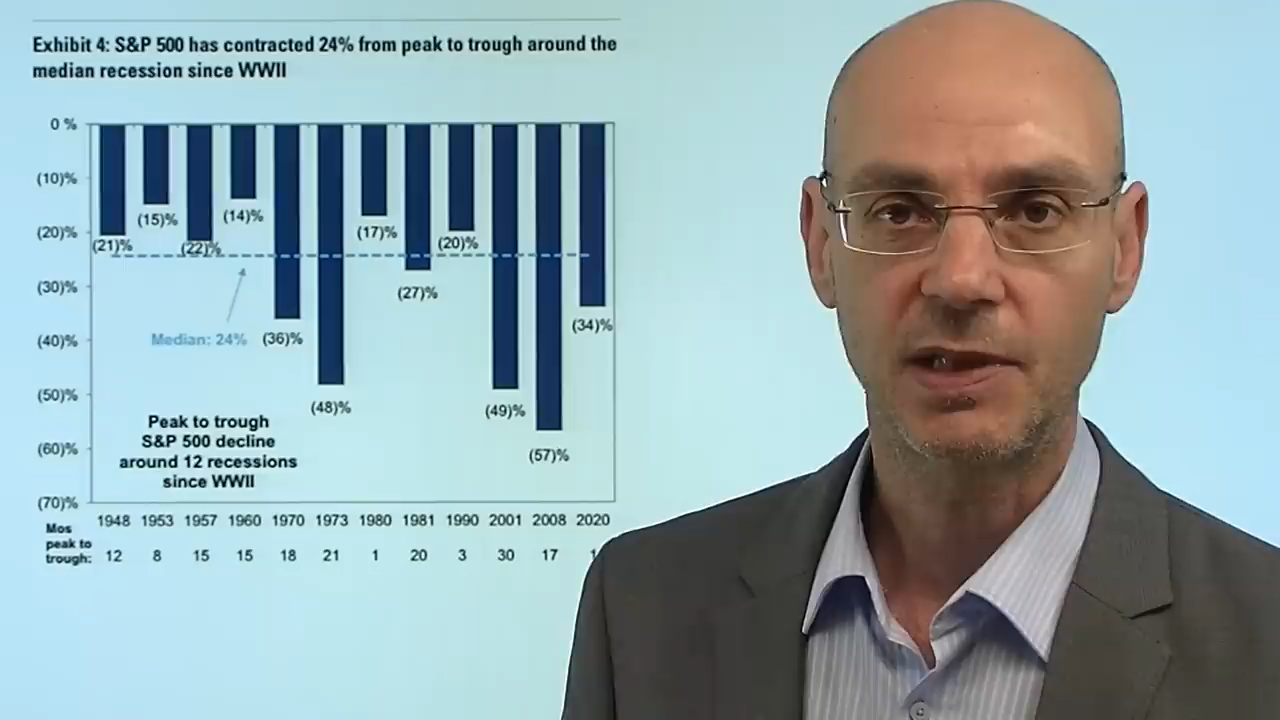 Exhibit 4: S&P 500 has contracted 24% from peak to trough around the
median recession since WWII
0 %
(10)%
(20)%
(30)%
(40)%
(50)%
(60)%
(70)%
(21)%
(15)%
(22)%
(14)%
(36)%
(48)%
(17)%
(27)%
(20)%
(49)%
(57)%
(34)%
Median: 24%
Peak to trough
S&P 500 decline
around 12 recessions
since WWII
1948 1953 1957 1960 1970 1973 1980 1981 1990 2001 2008 2020
Mos
peak to
trough: 12 8 15 15 18 21 1 20 3 30 17